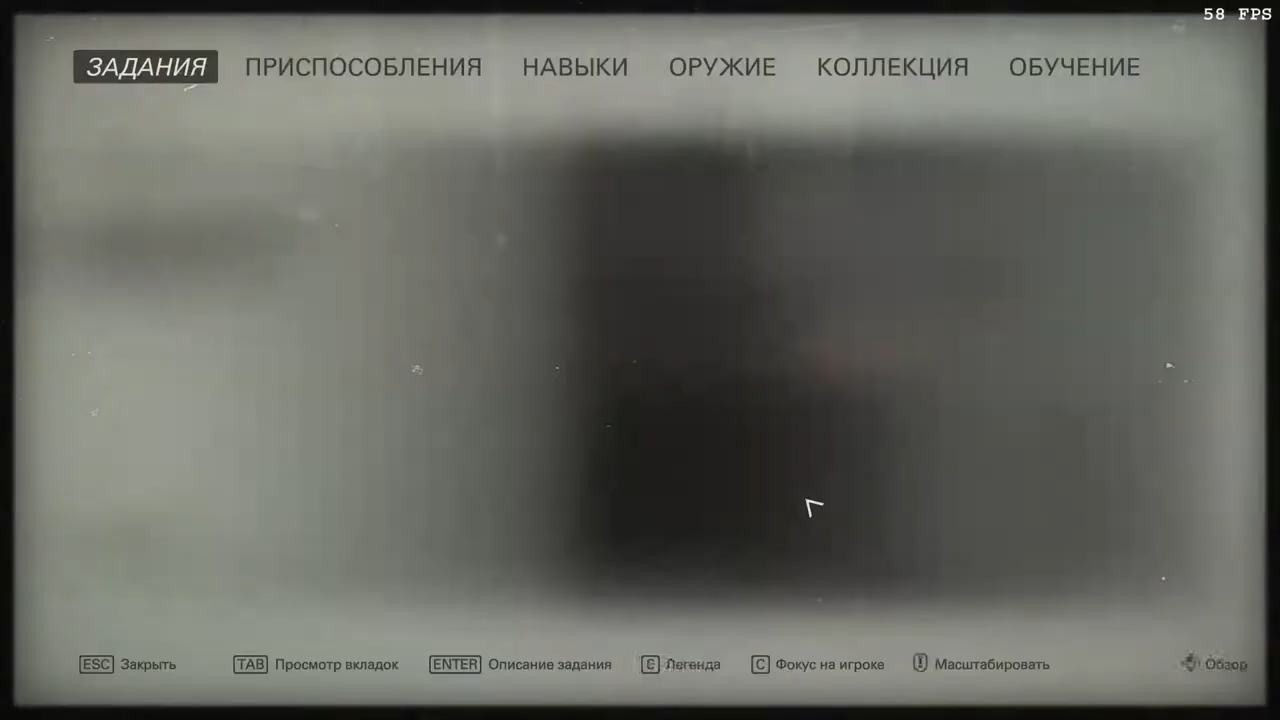 58 FPS
ЗАДАНИЯ ПРИСПОСОБЛЕНИЯ НАВЫКИ ОРУЖИЕ КОЛЛЕКЦИЯ ОБУЧЕНИЕ
ESC Закрыть TAB Просмотр вкладок ENTER Описание задания E Легенда C Фокус на игроке Масштабировать Обзор